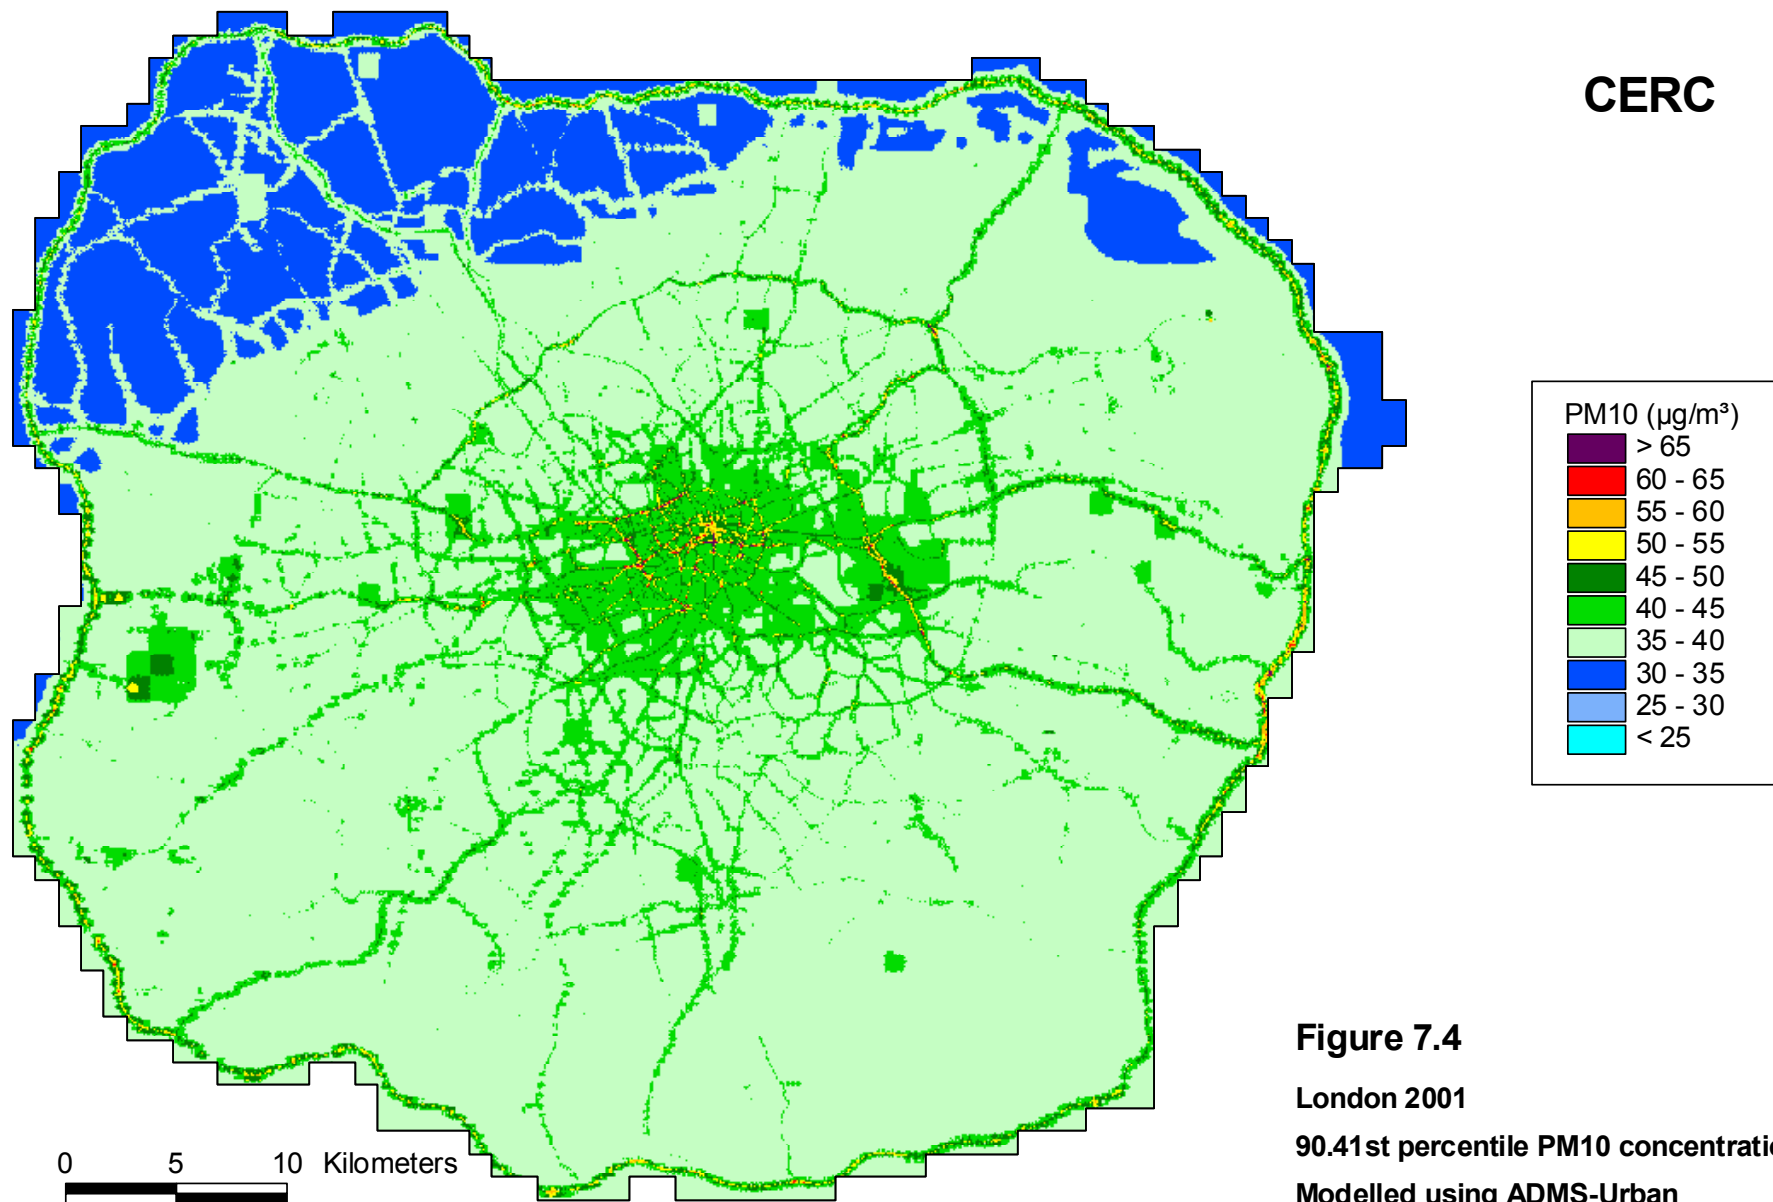 CERC
PM10 (µg/m³)
> 65
60 - 65
55 - 60
50 - 55
45 - 50
40 - 45
35 - 40
30 - 35
25 - 30
< 25
Figure 7.4
London 2001
90.41st percentile PM10
Modelled using ADMS-Urban
0 5 10 Kilometers